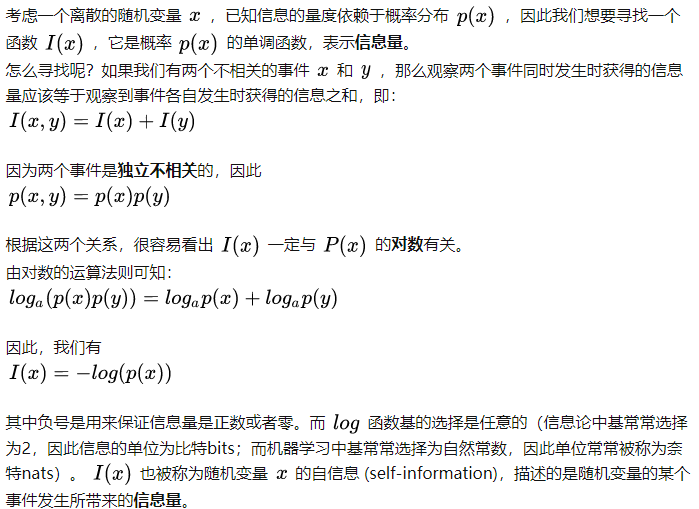 考虑一个离散的随机变量 x ，已知信息的量度依赖于概率分布 p(x) ，因此我们想要寻找一个
函数 I(x) ，它是概率 p(x) 的单调函数，表示信息量。
怎么寻找呢？如果我们有两个不相关的事件 x 和 y ，那么观察两个事件同时发生时获得的信息
量应该等于观察到事件各自发生时获得的信息之和，即：
I(x,y) = I(x) + I(y)
因为两个事件是独立不相关的，因此
p(x,y) = p(x)p(y)
根据这两个关系，很容易看出 I(x) 一定与 P(x) 的对数有关。
由对数的运算法则可知：
logₐ(p(x)p(y)) = logₐp(x) + logₐp(y)
因此，我们有
I(x) = −log(p(x))
其中负号是用来保证信息量是正数或者零。而 log 函数基的选择是任意的（信息论中基常常选择
为2，因此信息的单位为比特bits；而机器学习中基常常选择为自然常数，因此单位常常被称为奈
特nats）。 I(x) 也被称为随机变量 x 的自信息 (self-information)，描述的是随机变量的某个
事件发生所带来的信息量。